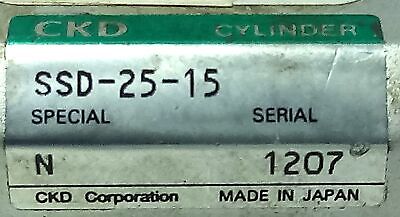 CKD CYLINDER
SSD-25-15
SPECIAL SERIAL
N 1207
CKD Corporation MADE IN JAPAN